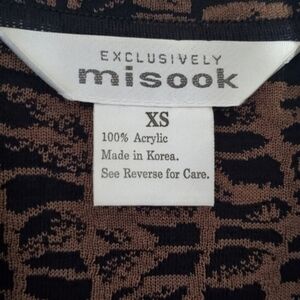 EXCLUSIVELY
misook
XS
100% Acrylic
Made in Korea.
See Reverse for Care.